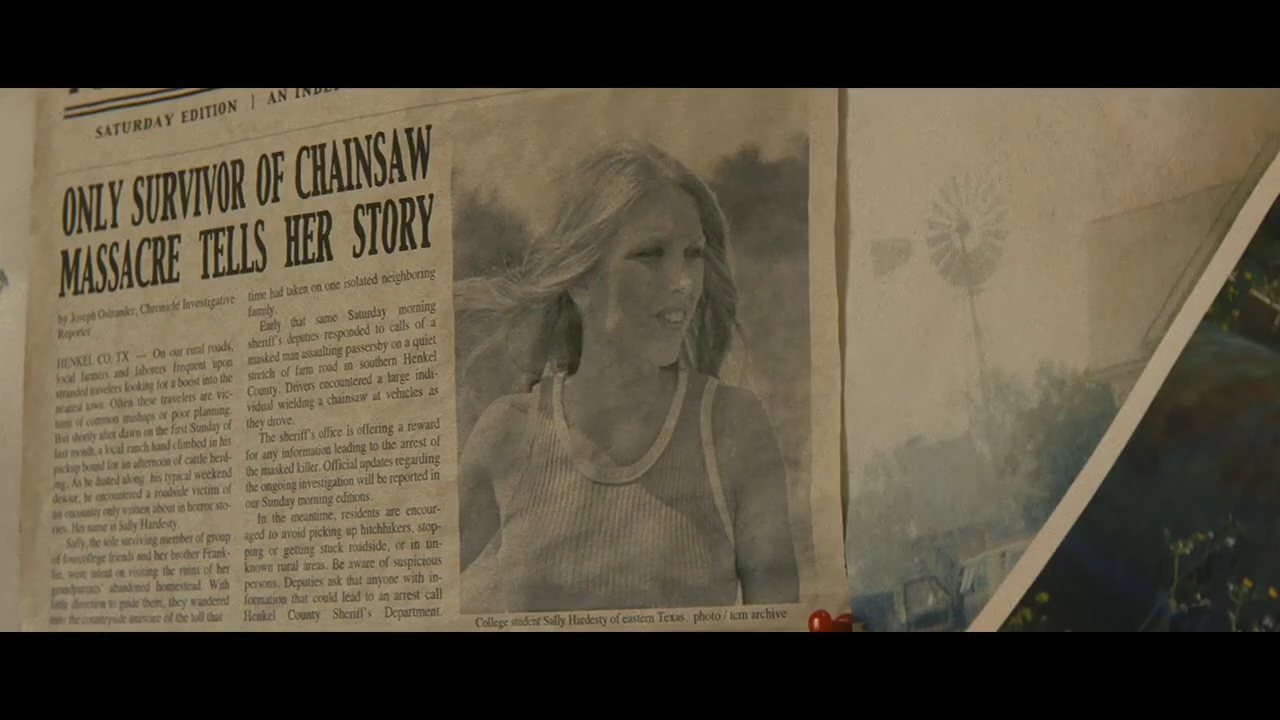 SATURDAY EDITION | AN INDE
ONLY SURVIVOR OF CHAINSAW
MASSACRE TELLS HER STORY
by Joseph Ostrander, Chronicle Investigative
Reporter
HENKEL CO, TX — On our rural roads,
local farmers and laborers frequent upon
stranded travelers looking for a boost into the
nearest town. Often these travelers are vic-
tims of common mishaps or poor planning.
But shortly after dawn on the first Sunday of
last month, a local ranch hand climbed in his
pickup bound for an afternoon of cattle herd-
ing. As he dusted along his typical weekend
detour, he encountered a roadside victim of
an encounter only written about in horror sto-
ries. Her name is Sally Hardesty.
Sally, the sole surviving member of group
of four college friends and her brother Frank-
lin, were intent on visiting the ruins of her
grandparents' abandoned homestead. With
little direction to guide them, they wandered
into the countryside unaware of the toll that
time had taken on one isolated neighboring
family.
Early that same Saturday morning
sheriff's deputies responded to calls of a
masked man assaulting passersby on a quiet
stretch of farm road in southern Henkel
County. Drivers encountered a large indi-
vidual wielding a chainsaw at vehicles as
they drove.
The sheriff's office is offering a reward
for any information leading to the arrest of
the masked killer. Official updates regarding
the ongoing investigation will be reported in
our Sunday morning editions.
In the meantime, residents are encour-
aged to avoid picking up hitchhikers, stop-
ping or getting stuck roadside, or in un-
known rural areas. Be aware of suspicious
persons. Deputies ask that anyone with in-
formation that could lead to an arrest call
Henkel County Sheriff's Department.
College student Sally Hardesty of eastern Texas. photo / tcm archive